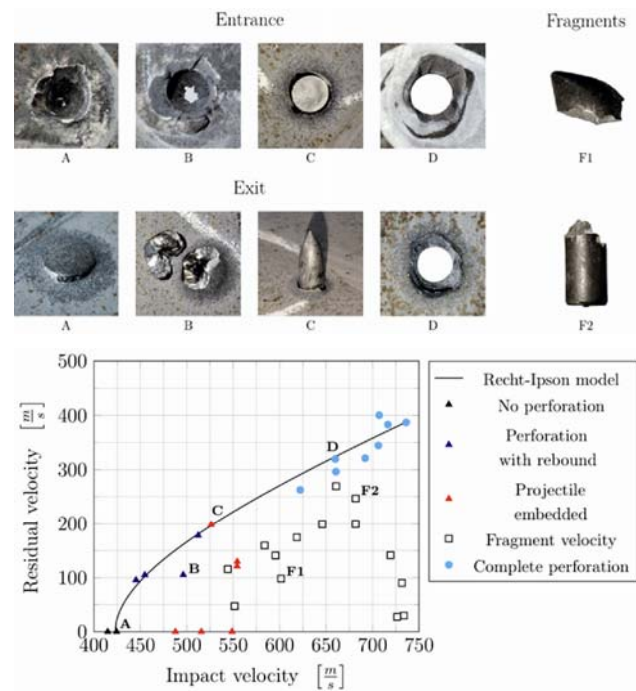 Entrance Fragments
A B C D F1
Exit
A B C D F2
500
400
300
200
100
0
Residual velocity [m/s]
400 450 500 550 600 650 700 750
Impact velocity [m/s]
A
B
C
D
F1
F2
Recht-Ipson model
No perforation
Perforation
with rebound
Projectile
embedded
Fragment velocity
Complete perforation